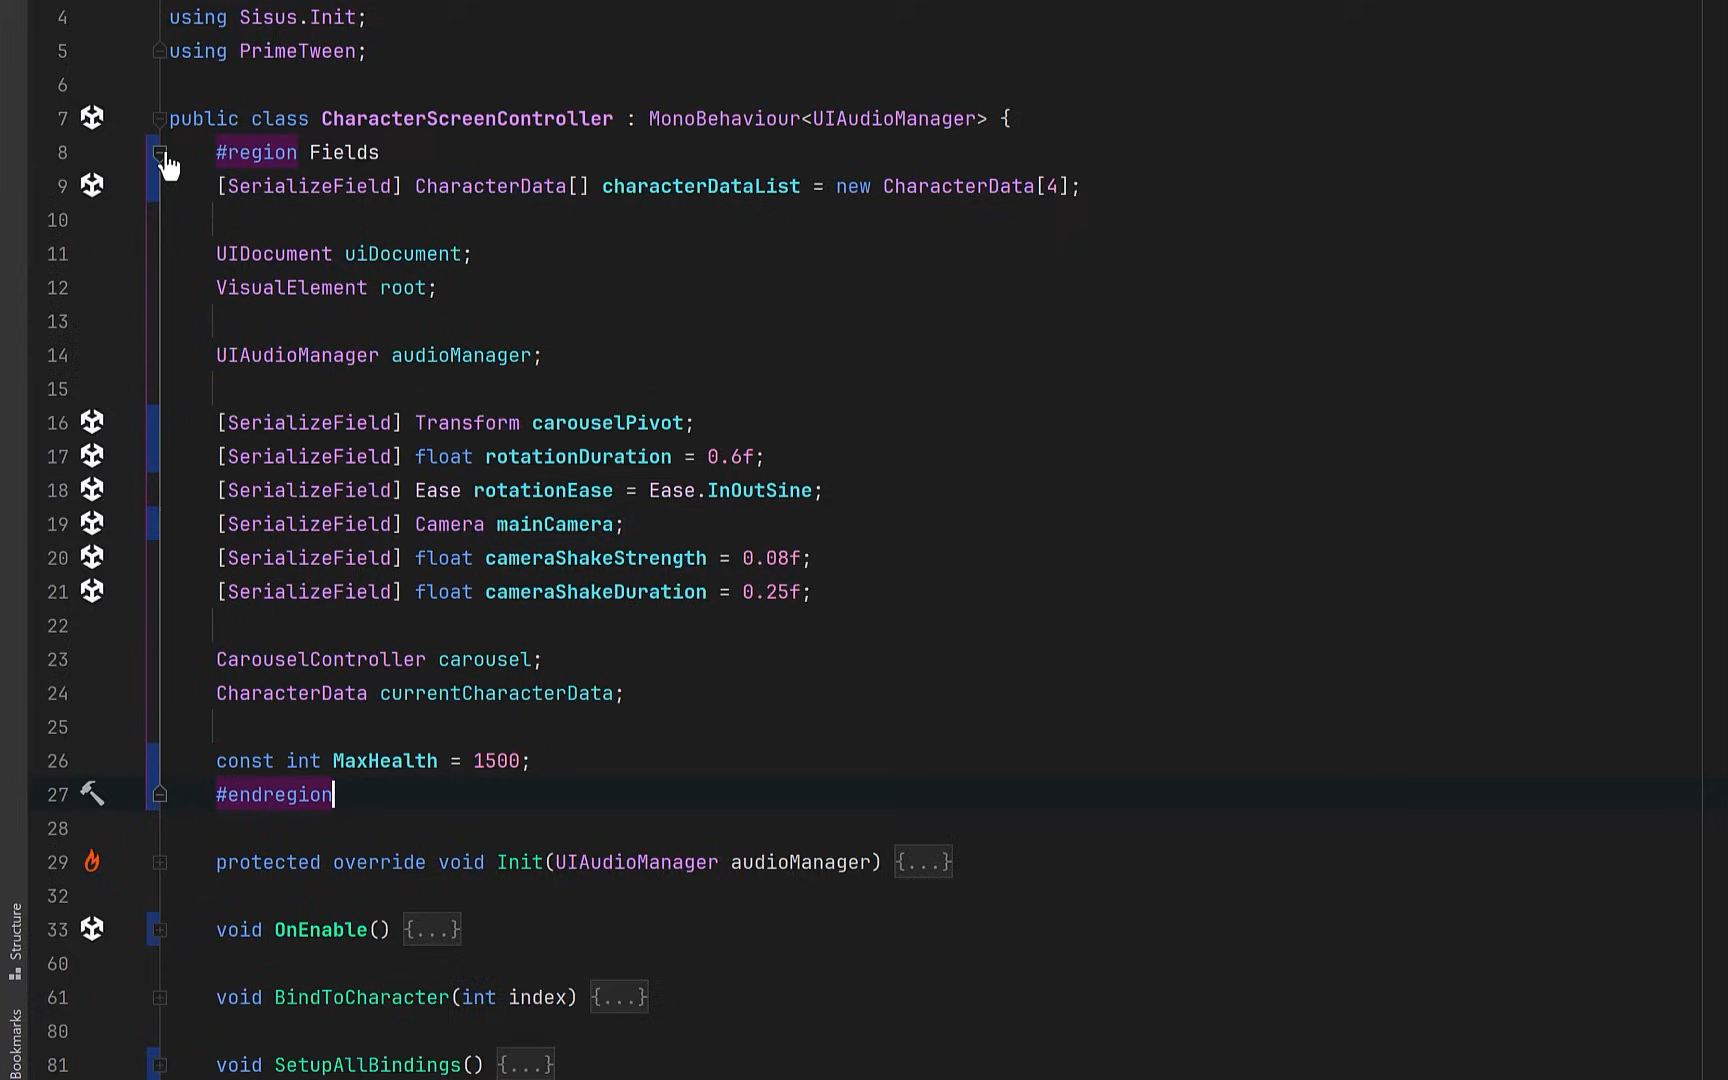 4 using Sisus.Init;
5 using PrimeTween;
6
7 public class CharacterScreenController : MonoBehaviour<UIAudioManager> {
8 #region Fields
9 [SerializeField] CharacterData[] characterDataList = new CharacterData[4];
10
11 UIDocument uiDocument;
12 VisualElement root;
13
14 UIAudioManager audioManager;
15
16 [SerializeField] Transform carouselPivot;
17 [SerializeField] float rotationDuration = 0.6f;
18 [SerializeField] Ease rotationEase = Ease.InOutSine;
19 [SerializeField] Camera mainCamera;
20 [SerializeField] float cameraShakeStrength = 0.08f;
21 [SerializeField] float cameraShakeDuration = 0.25f;
22
23 CarouselController carousel;
24 CharacterData currentCharacterData;
25
26 const int MaxHealth = 1500;
27 #endregion
28
29 protected override void Init(UIAudioManager audioManager) {...}
32
33 void OnEnable() {...}
60
61 void BindToCharacter(int index) {...}
80
81 void SetupAllBindings() {...}
Structure
Bookmarks